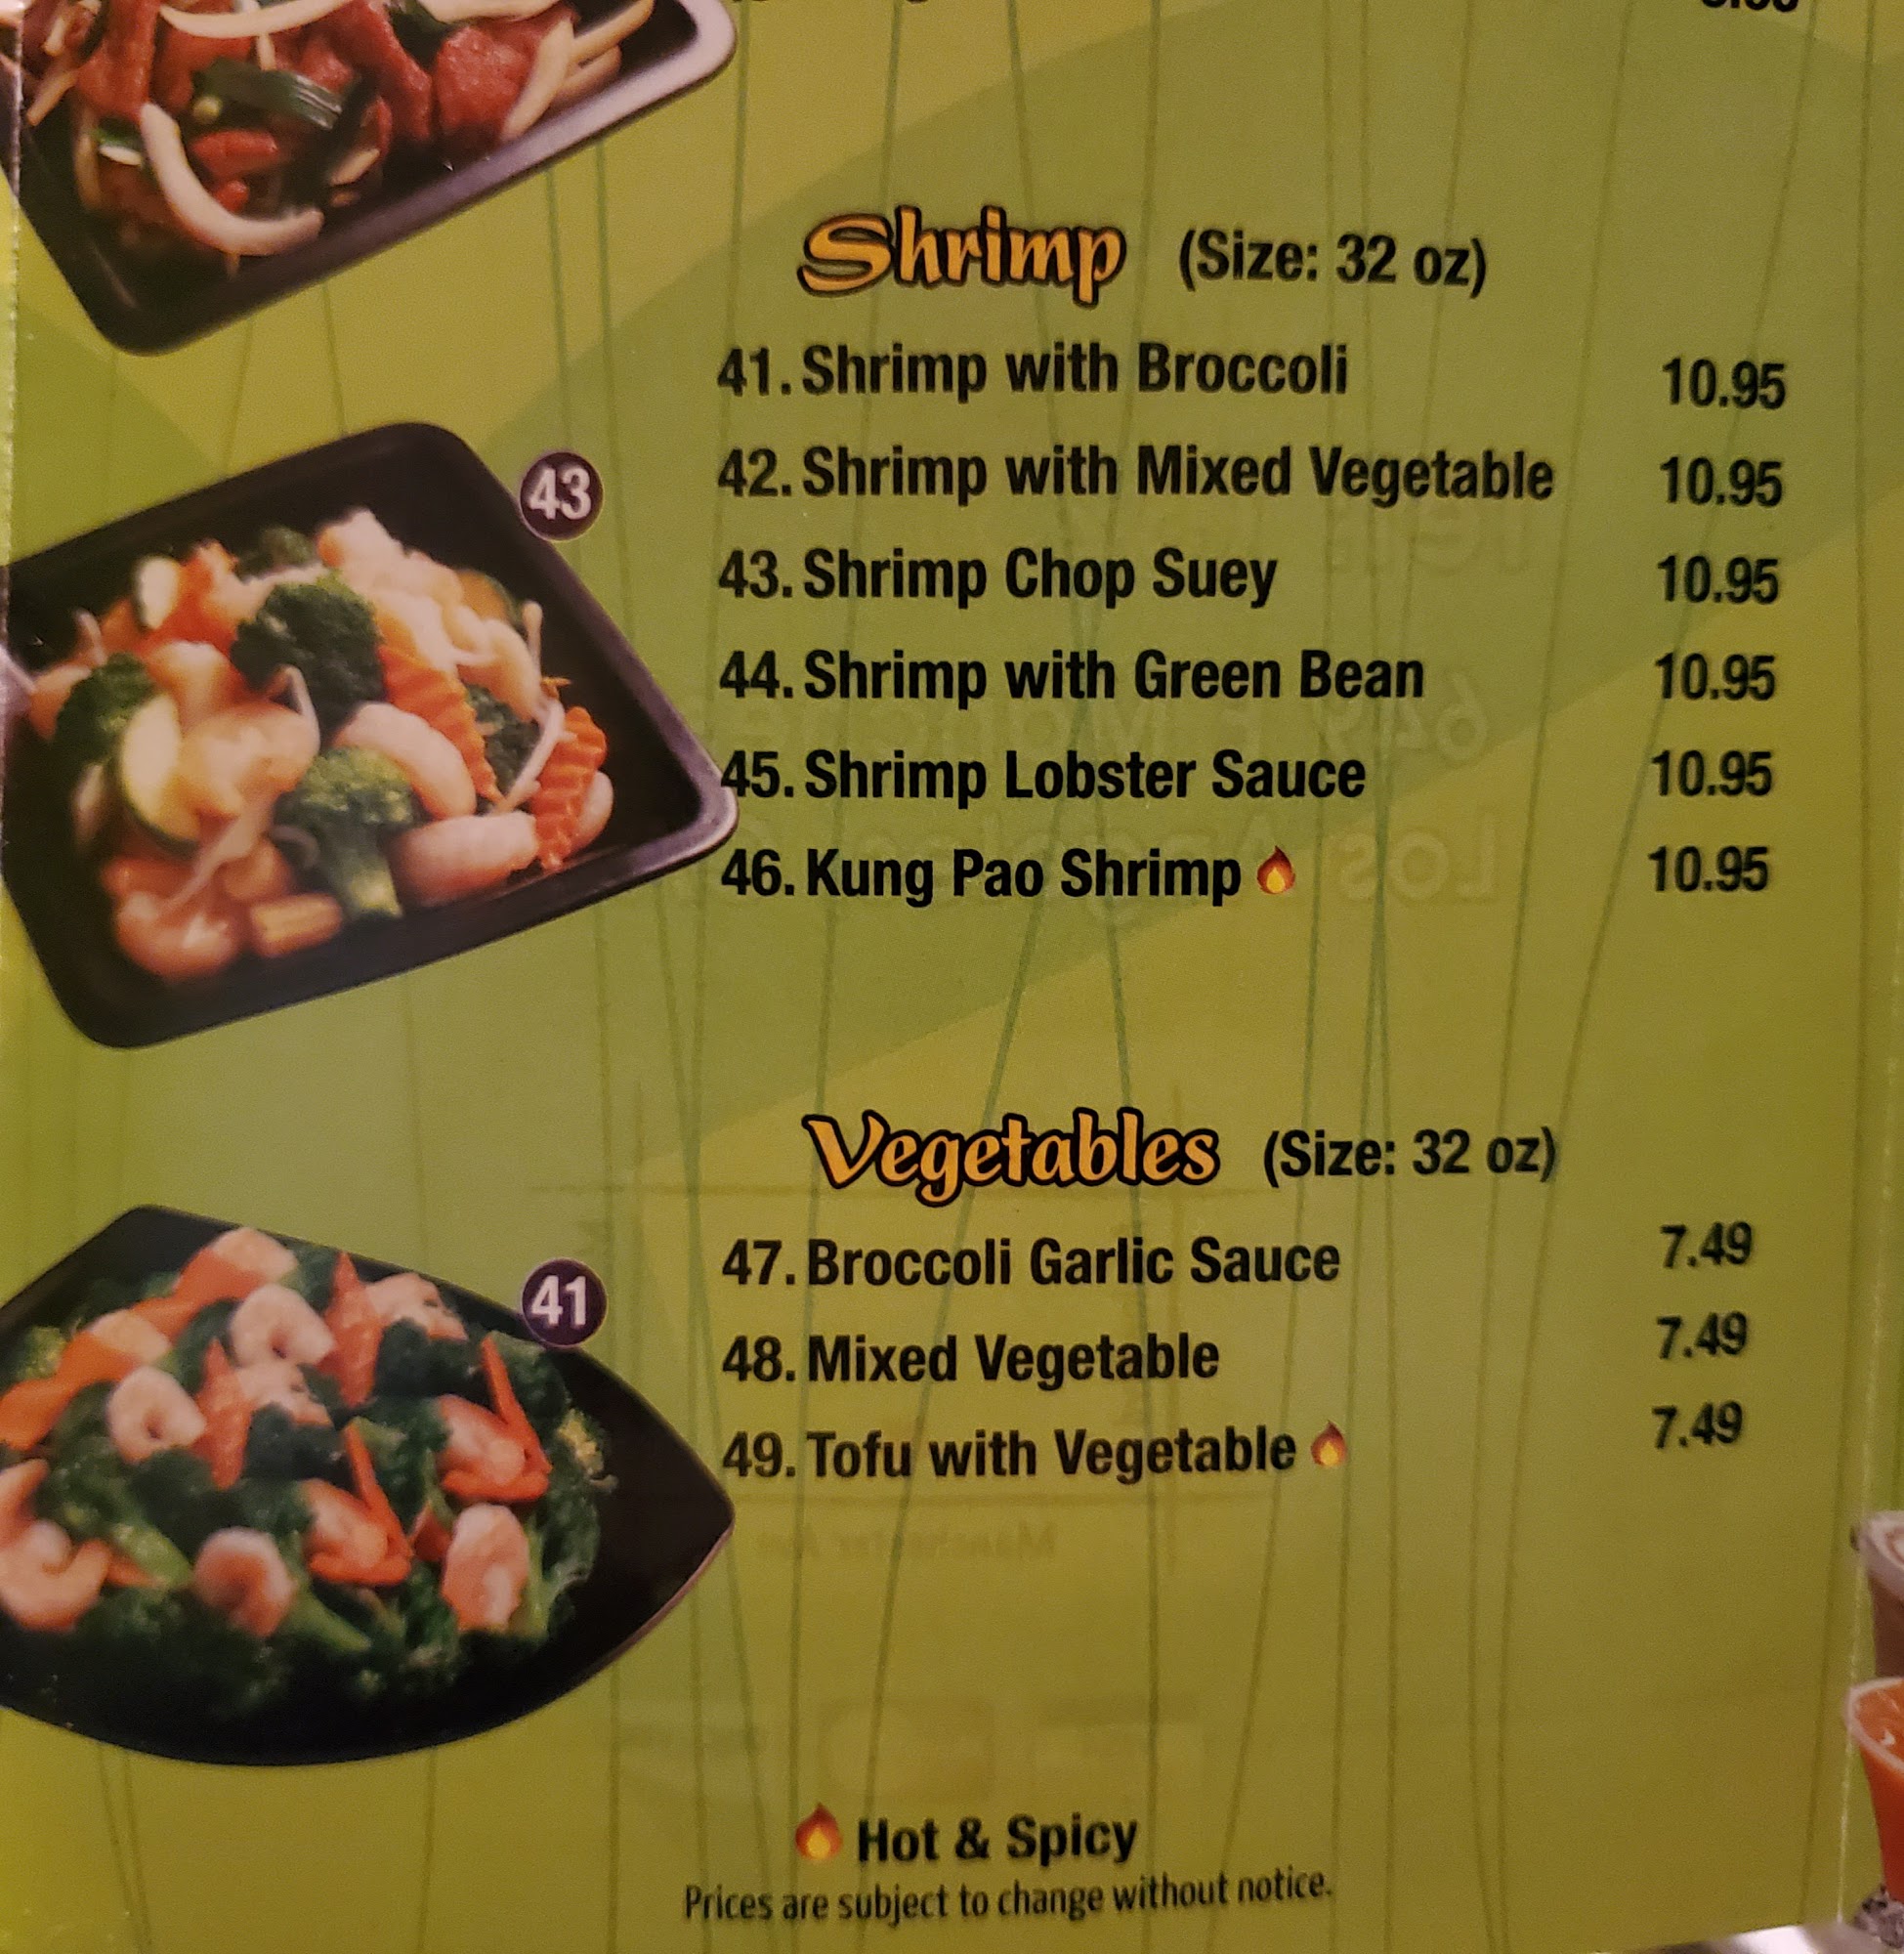 Shrimp (Size: 32 oz)
41. Shrimp with Broccoli 10.95
42. Shrimp with Mixed Vegetable 10.95
43
43. Shrimp Chop Suey 10.95
44. Shrimp with Green Bean 10.95
45. Shrimp Lobster Sauce 10.95
46. Kung Pao Shrimp 10.95
Vegetables (Size: 32 oz)
47. Broccoli Garlic Sauce 7.49
41
48. Mixed Vegetable 7.49
49. Tofu with Vegetable 7.49
Hot & Spicy
Prices are subject to change without notice.